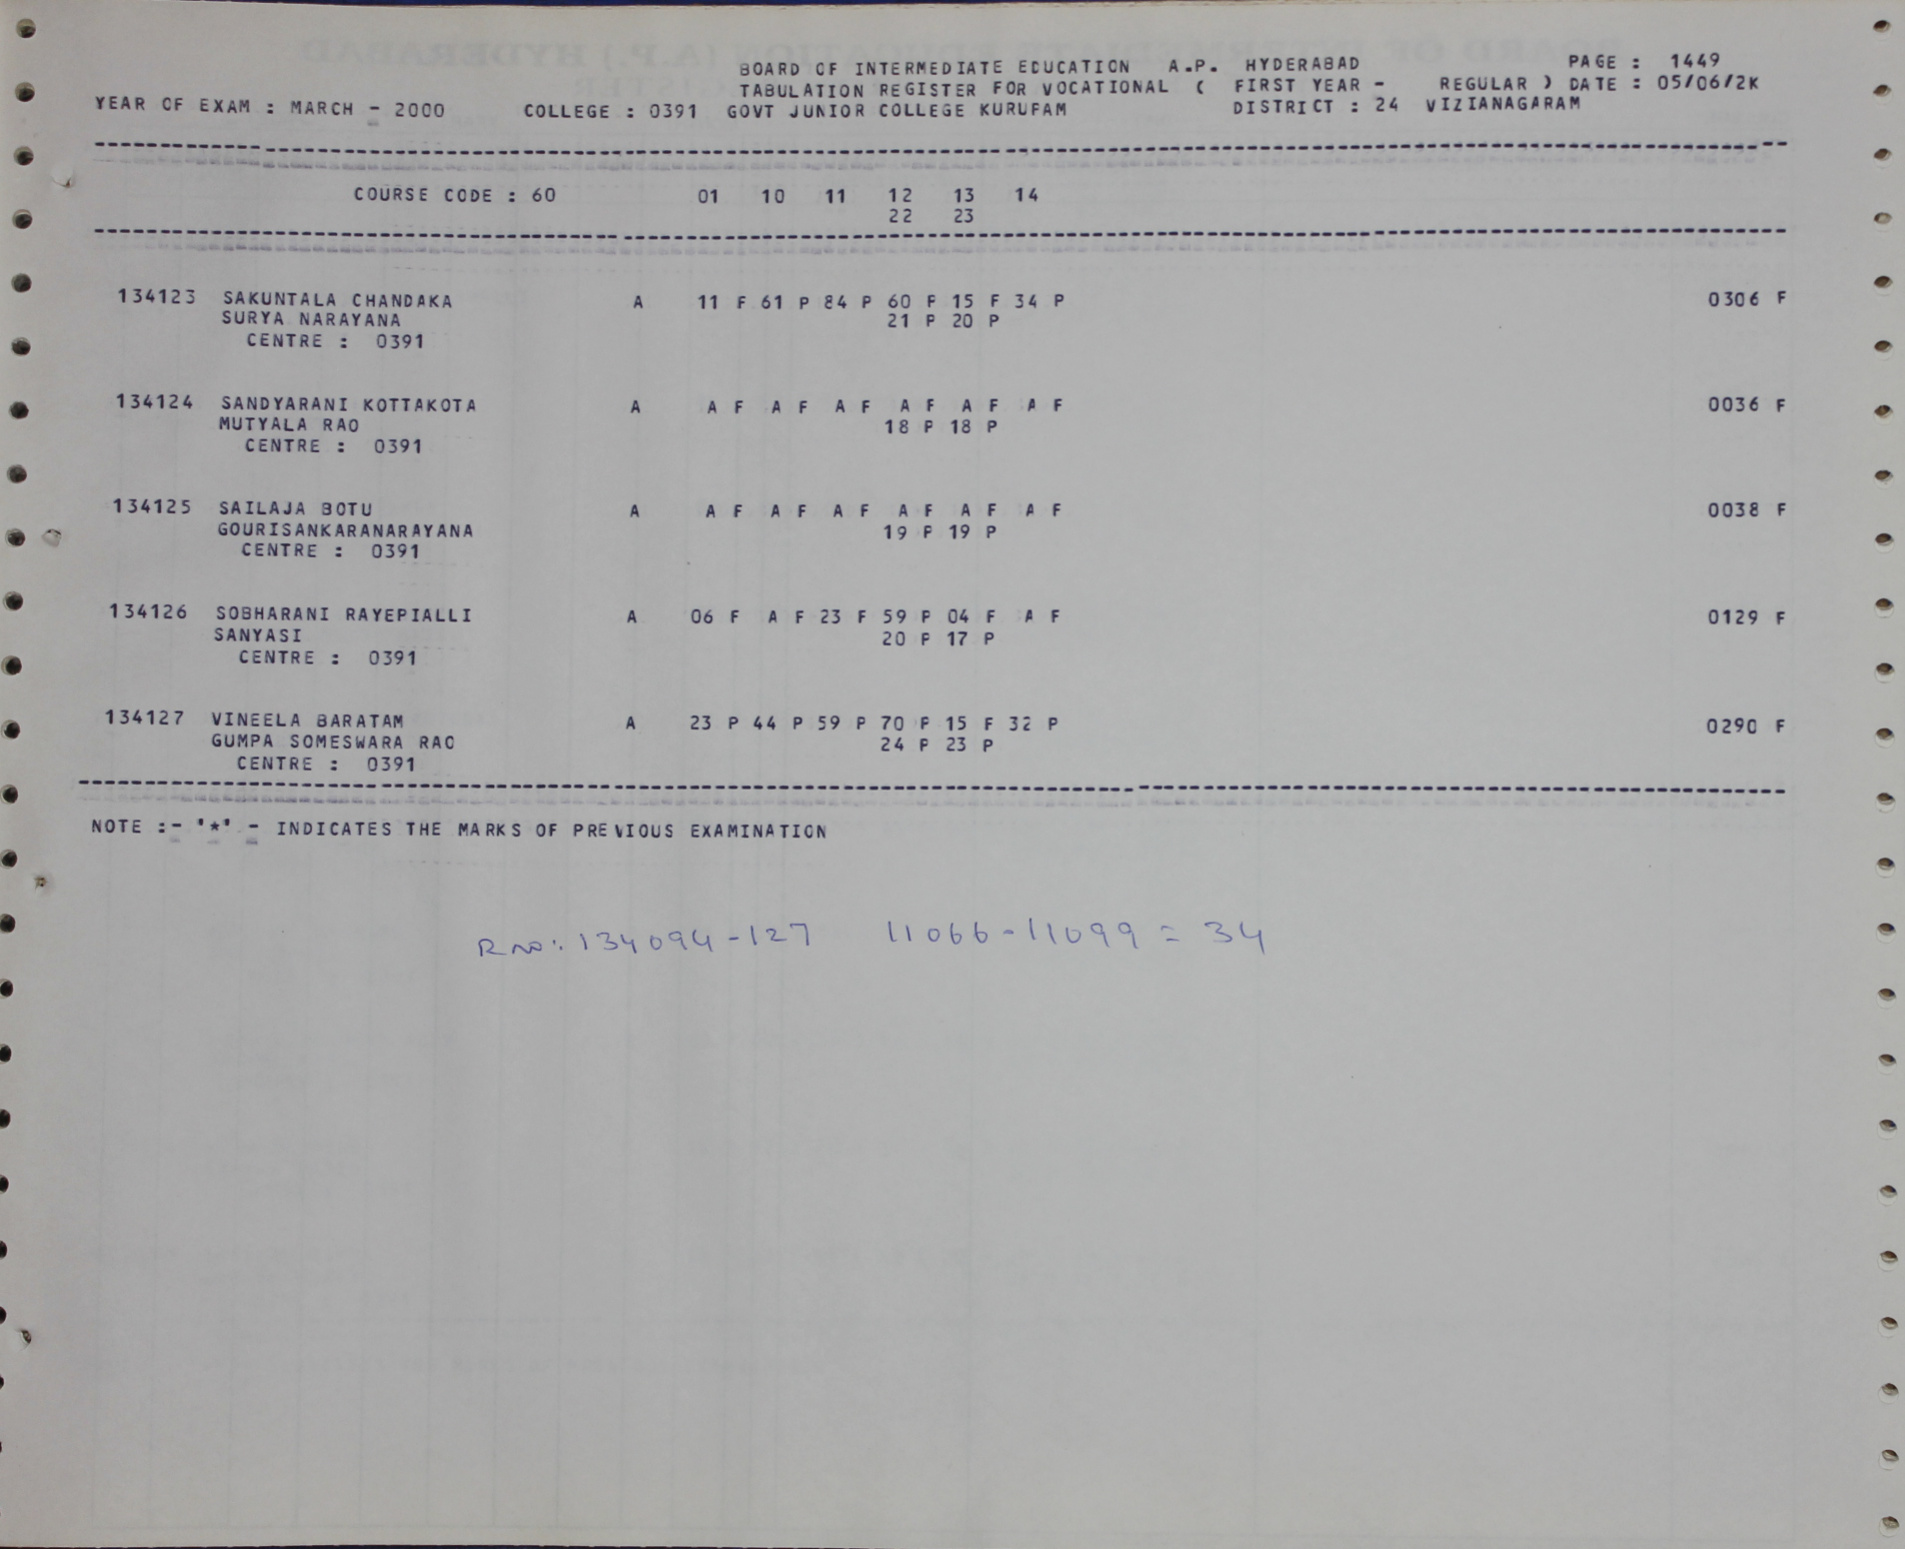 BOARD OF INTERMEDIATE EDUCATION A.P. HYDERABAD PAGE : 1449
TABULATION REGISTER FOR VOCATIONAL ( FIRST YEAR - REGULAR ) DATE : 05/06/2K
YEAR OF EXAM : MARCH - 2000 COLLEGE : 0391 GOVT JUNIOR COLLEGE KURUPAM DISTRICT : 24 VIZIANAGARAM
COURSE CODE : 60 01 10 11 12 13 14
22 23
134123 SAKUNTALA CHANDAKA A 11 F 61 P 84 P 60 P 15 F 34 P 0306 F
SURYA NARAYANA 21 P 20 P
CENTRE : 0391
134124 SANDYARANI KOTTAKOTA A A F A F A F A F A F A F 0036 F
MUTYALA RAO 18 P 18 P
CENTRE : 0391
134125 SAILAJA BOTU A A F A F A F A F A F A F 0038 F
GOURISANKARANARAYANA 19 P 19 P
CENTRE : 0391
134126 SOBHARANI RAYEPIALLI A 06 F A F 23 F 59 P 04 F A F 0129 F
SANYASI 20 P 17 P
CENTRE : 0391
134127 VINEELA BARATAM A 23 P 44 P 59 P 70 P 15 F 32 P 0290 F
GUMPA SOMESWARA RAO 24 P 23 P
CENTRE : 0391
NOTE :- '*' - INDICATES THE MARKS OF PREVIOUS EXAMINATION
R no: 134094-127 11066-11099 = 34